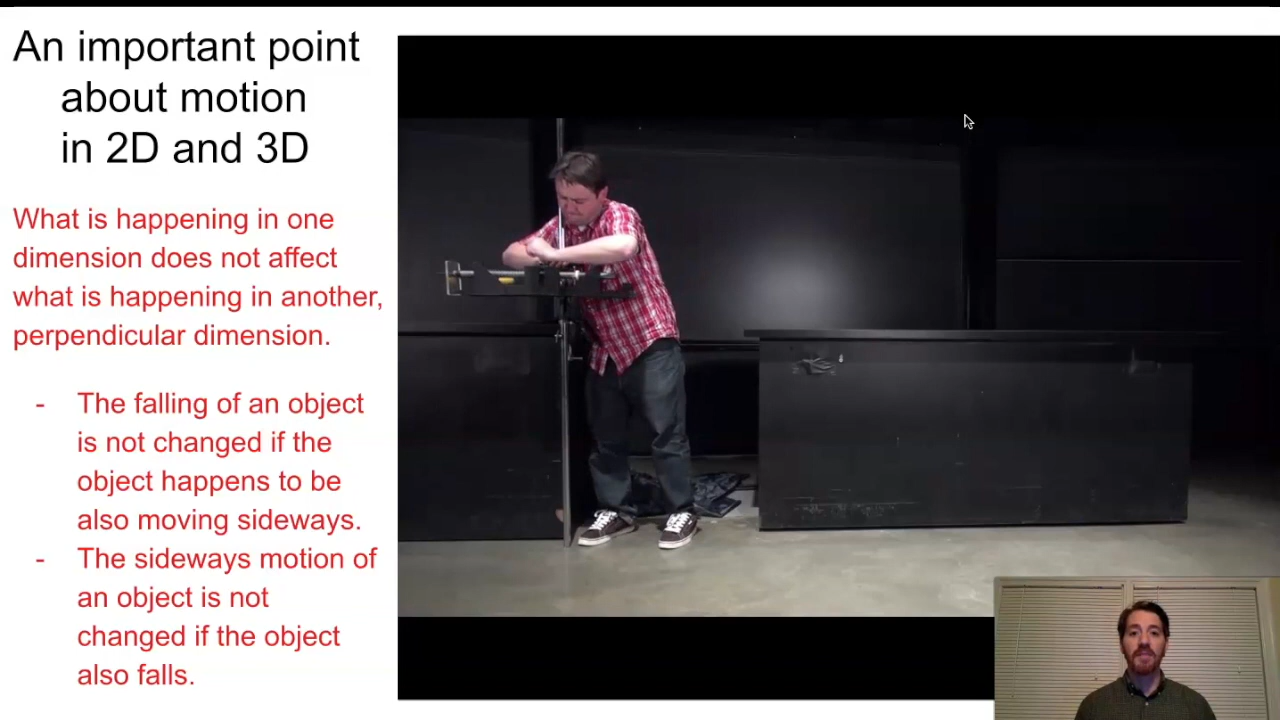 An important point
about motion
in 2D and 3D
What is happening in one
dimension does not affect
what is happening in another,
perpendicular dimension.
- The falling of an object
is not changed if the
object happens to be
also moving sideways.
- The sideways motion of
an object is not
changed if the object
also falls.